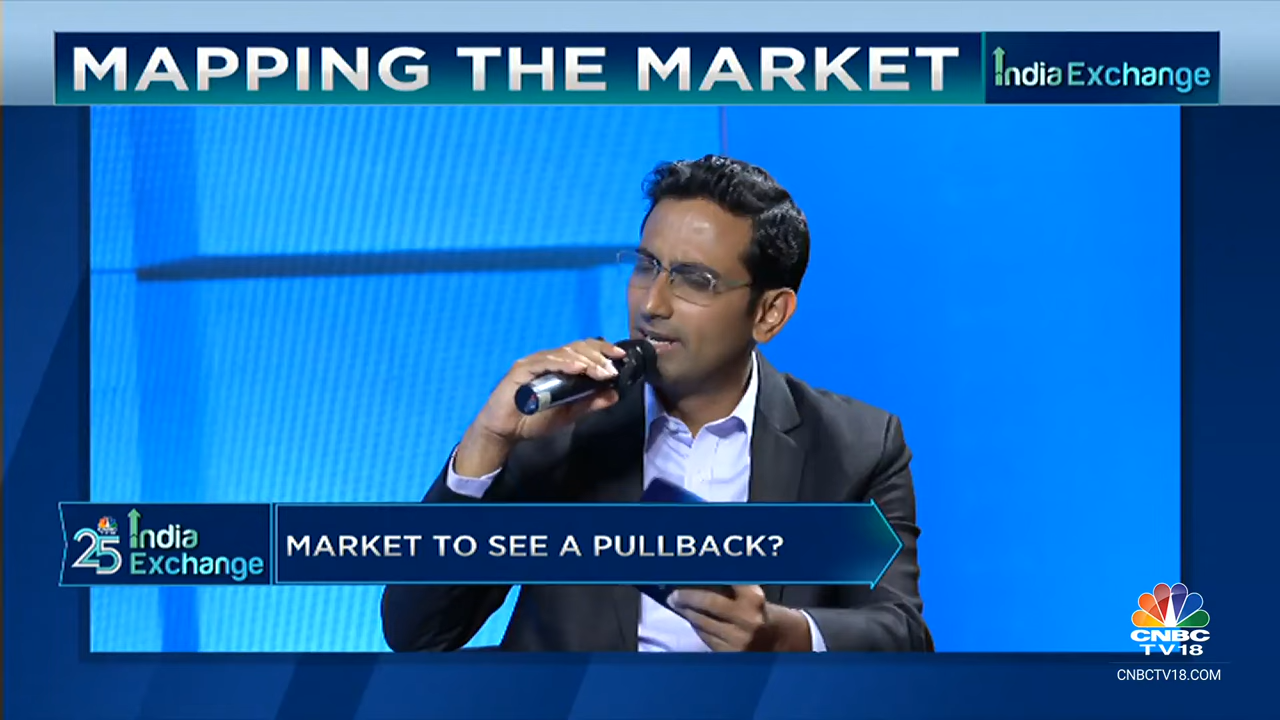 MAPPING THE MARKET
India Exchange
25 India
Exchange
MARKET TO SEE A PULLBACK?
CNBC
TV18
CNBCTV18.COM